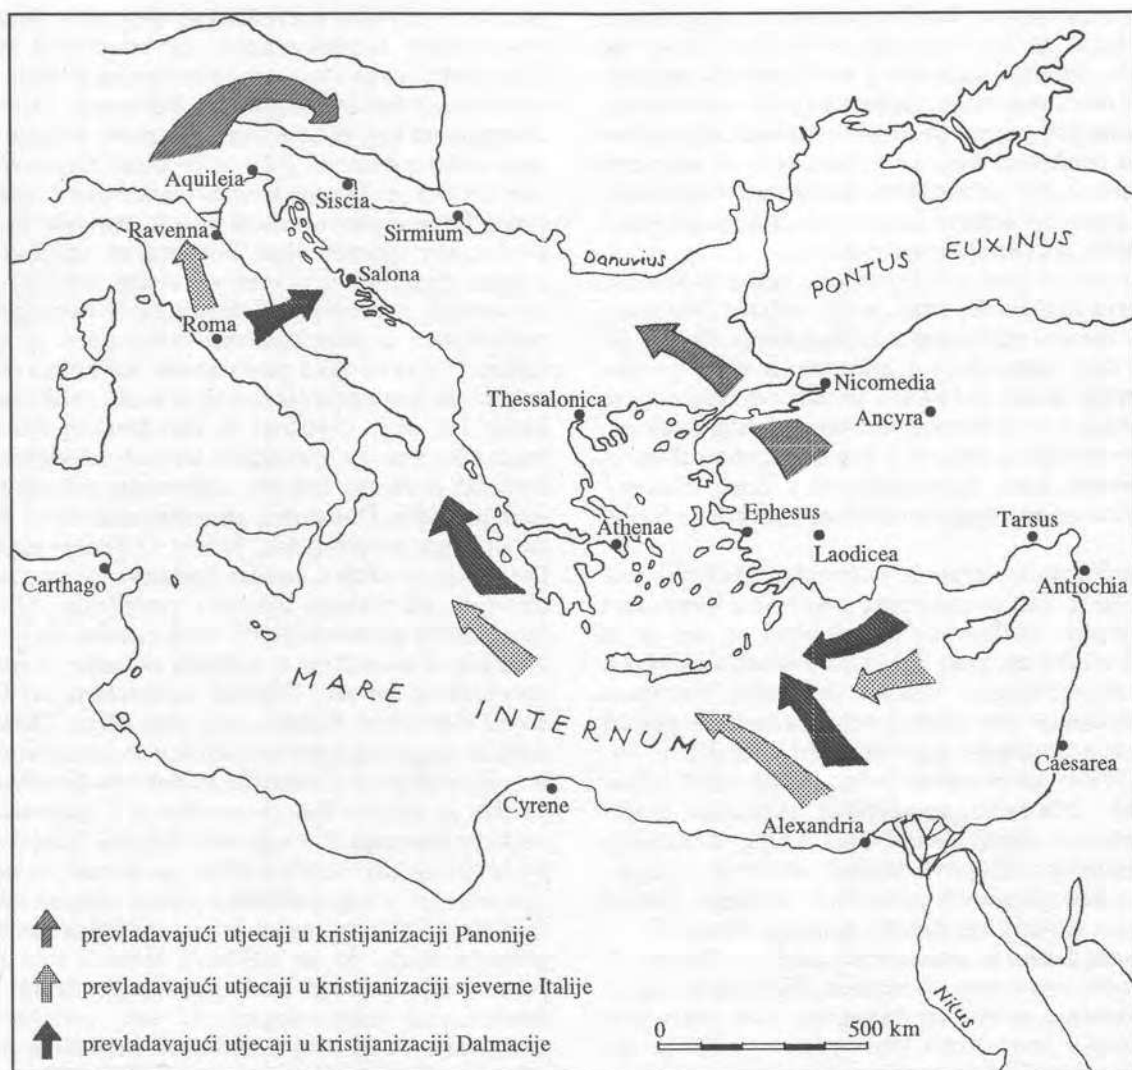 Aquileia
Siscia
Ravenna
Sirmium
Danuvius
PONTUS
EUXINUS
Salona
Roma
Nicomedia
Thessalonica
Ancyra
Athenae
Ephesus
Laodicea
Tarsus
Carthago
Antiochia
MARE
INTERNUM
Caesarea
Cyrene
Alexandria
Nilus
prevladavajući utjecaji u kristijanizaciji Panonije
prevladavajući utjecaji u kristijanizaciji sjeverne Italije
prevladavajući utjecaji u kristijanizaciji Dalmacije
0 500 km